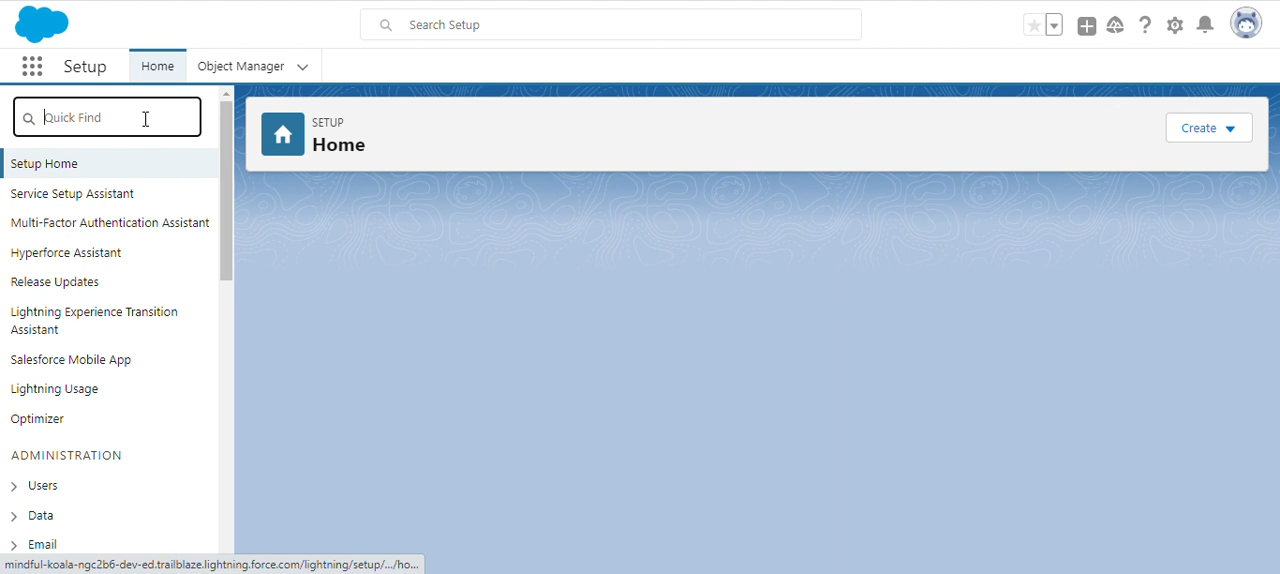 Search Setup
Setup
Home
Object Manager
Quick Find
SETUP
Home
Create
Setup Home
Service Setup Assistant
Multi-Factor Authentication Assistant
Hyperforce Assistant
Release Updates
Lightning Experience Transition
Assistant
Salesforce Mobile App
Lightning Usage
Optimizer
ADMINISTRATION
Users
Data
Email
mindful-koala-ngc2b6-dev-ed.trailblaze.lightning.force.com/lightning/setup/.../ho...